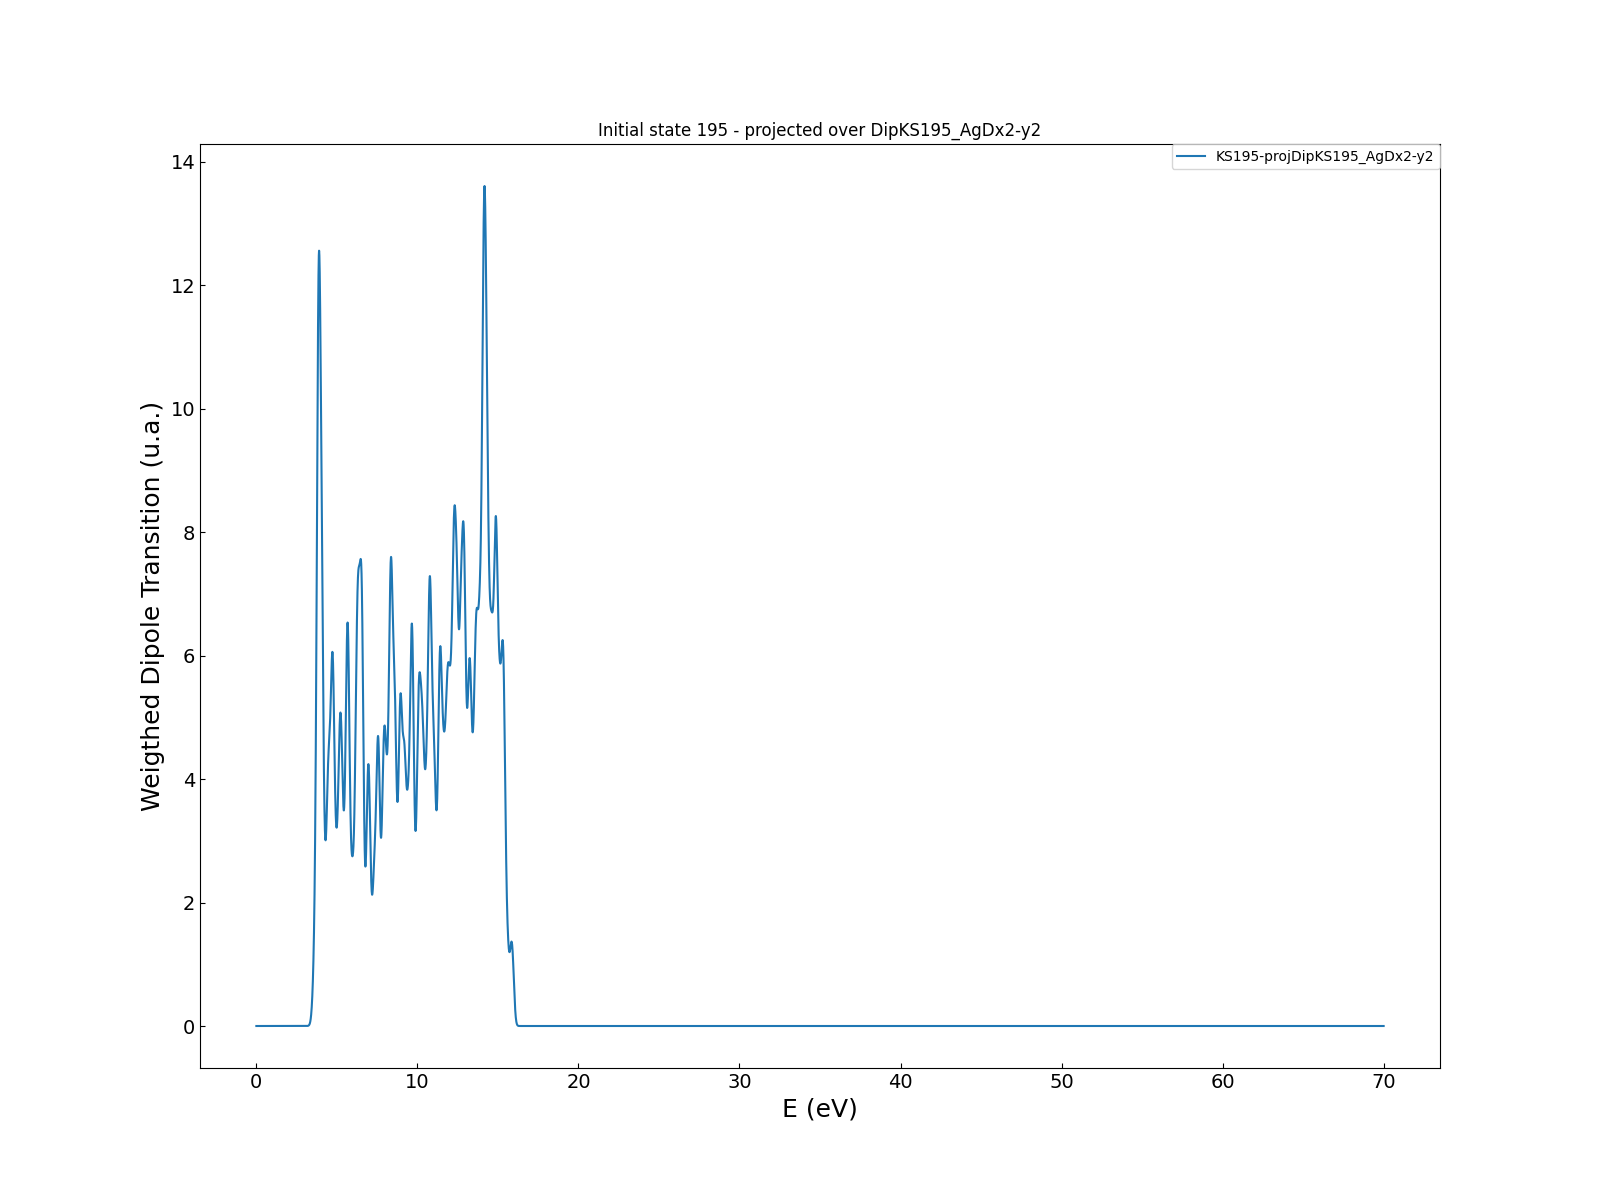 Initial state 195 - projected over DipKS195_AgDx2-y2
KS195-projDipKS195_AgDx2-y2
14
12
10
8
6
4
2
0
Weigthed Dipole Transition (u.a.)
0 10 20 30 40 50 60 70
E (eV)